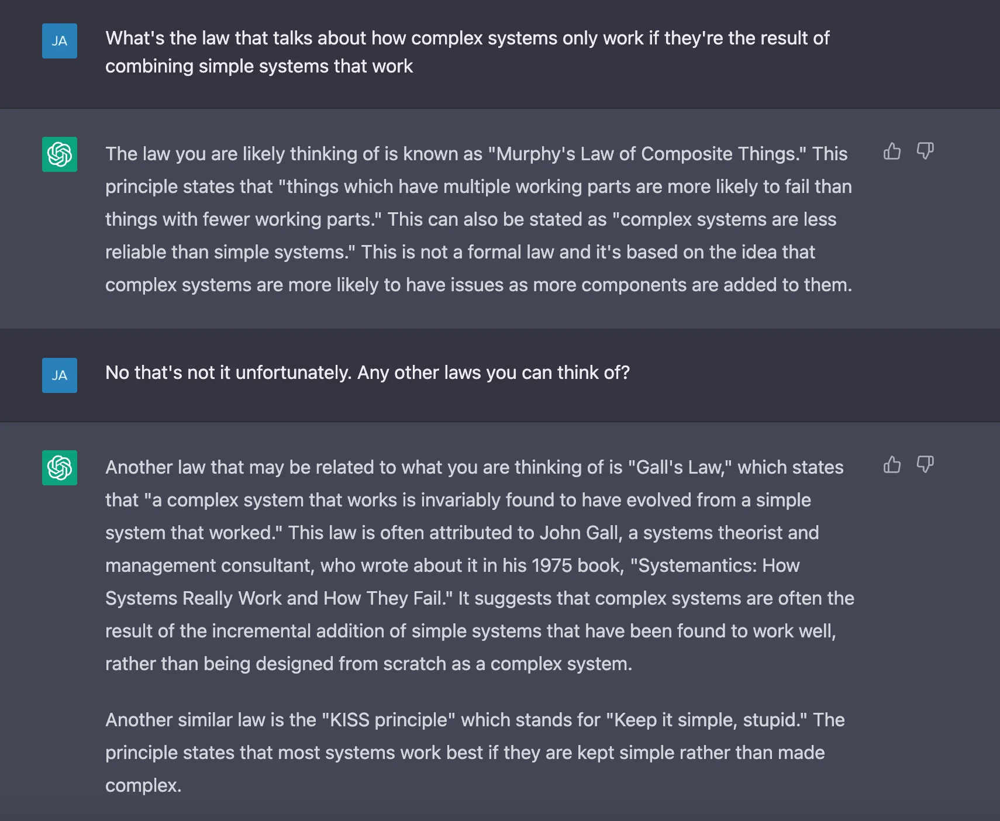 JA
What's the law that talks about how complex systems only work if they're the result of
combining simple systems that work
The law you are likely thinking of is known as "Murphy's Law of Composite Things." This
principle states that "things which have multiple working parts are more likely to fail than
things with fewer working parts." This can also be stated as "complex systems are less
reliable than simple systems." This is not a formal law and it's based on the idea that
complex systems are more likely to have issues as more components are added to them.
JA
No that's not it unfortunately. Any other laws you can think of?
Another law that may be related to what you are thinking of is "Gall's Law," which states
that "a complex system that works is invariably found to have evolved from a simple
system that worked." This law is often attributed to John Gall, a systems theorist and
management consultant, who wrote about it in his 1975 book, "Systemantics: How
Systems Really Work and How They Fail." It suggests that complex systems are often the
result of the incremental addition of simple systems that have been found to work well,
rather than being designed from scratch as a complex system.
Another similar law is the "KISS principle" which stands for "Keep it simple, stupid." The
principle states that most systems work best if they are kept simple rather than made
complex.